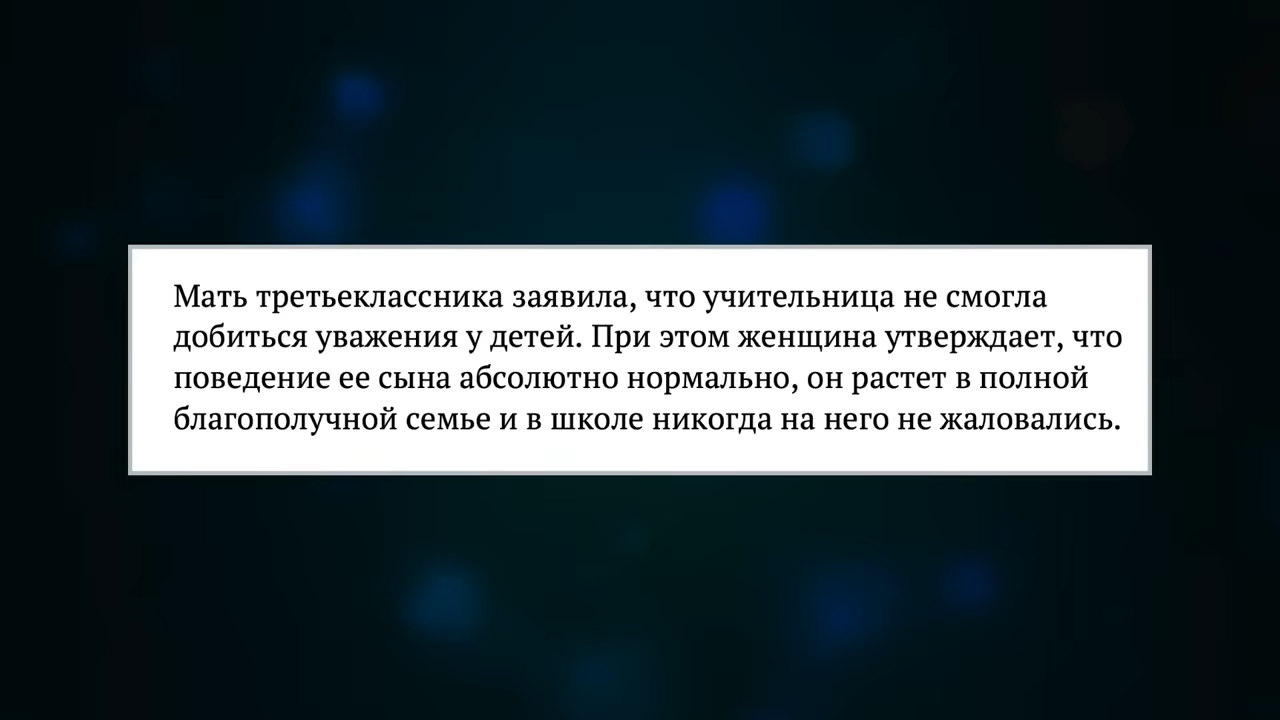 Мать третьеклассника заявила, что учительница не смогла
добиться уважения у детей. При этом женщина утверждает, что
поведение ее сына абсолютно нормально, он растет в полной
благополучной семье и в школе никогда на него не жаловались.